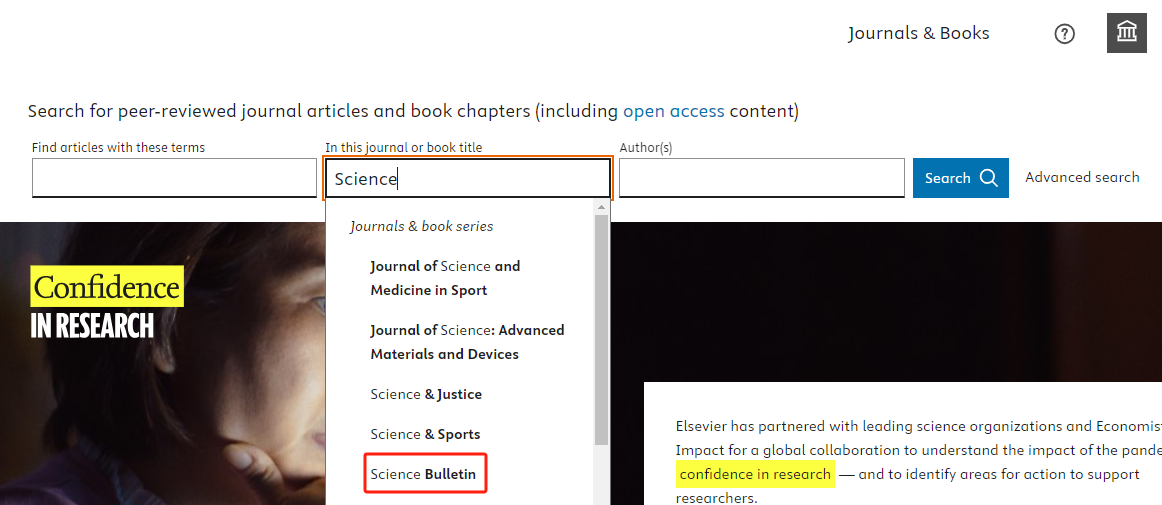 Journals & Books
Search for peer-reviewed journal articles and book chapters (including open access content)
Find articles with these terms
In this journal or book title
Author(s)
Science
Search
Advanced search
Journals & book series
Journal of Science and
Medicine in Sport
Journal of Science: Advanced
Materials and Devices
Science & Justice
Science & Sports
Science Bulletin
Confidence
IN RESEARCH
Elsevier has partnered with leading science organizations and Economist
Impact for a global collaboration to understand the impact of the pande
confidence in research — and to identify areas for action to support
researchers.